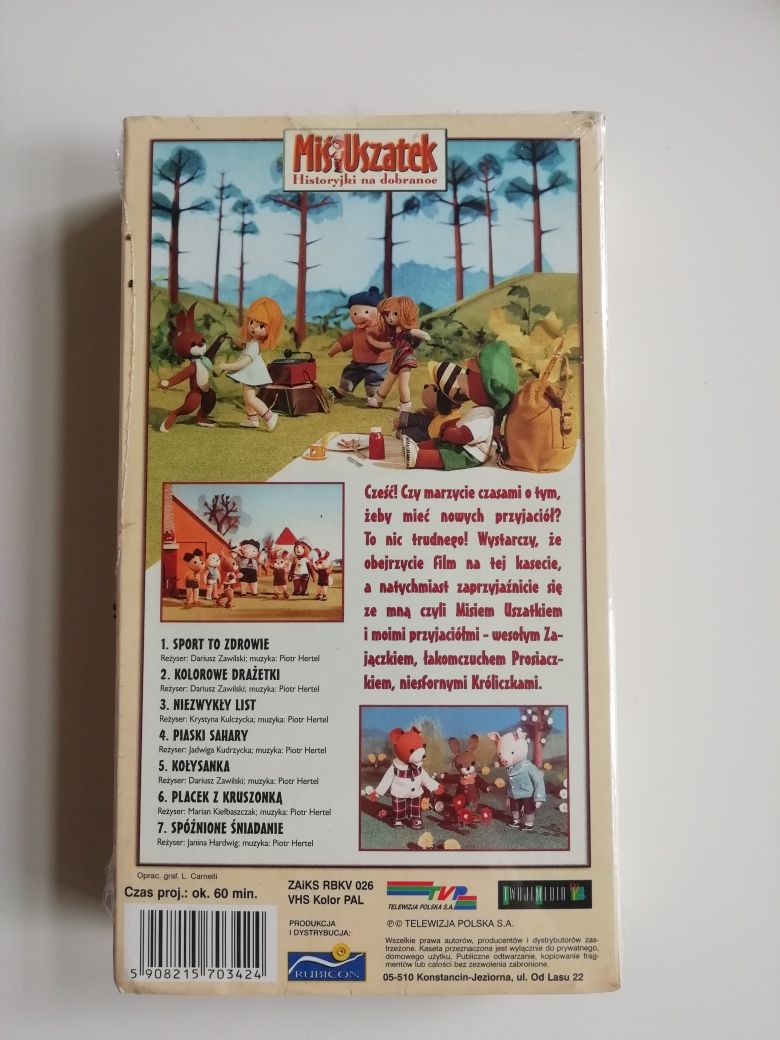 Miś Uszatek
Historyjki na dobranoc
Cześć! Czy marzycie czasami o tym,
żeby mieć nowych przyjaciół?
To nic trudnego! Wystarczy, że
obejrzycie film na tej kasecie,
a natychmiast zaprzyjaźnicie się
ze mną czyli Misiem Uszatkiem
i moimi przyjaciółmi - wesołym Za-
jączkiem, łakomczuchem Prosiacz-
kiem, niesfornymi Króliczkami.
1. SPORT TO ZDROWIE
Reżyser: Dariusz Zawilski; muzyka: Piotr Hertel
2. KOLOROWE DRAŻETKI
Reżyser: Dariusz Zawilski; muzyka: Piotr Hertel
3. NIEZWYKŁY LIST
Reżyser: Krystyna Kulczycka; muzyka: Piotr Hertel
4. PIASKI SAHARY
Reżyser: Jadwiga Kudrzycka; muzyka: Piotr Hertel
5. KOŁYSANKA
Reżyser: Dariusz Zawilski; muzyka: Piotr Hertel
6. PLACEK Z KRUSZONKĄ
Reżyser: Marian Kiełbaszczak; muzyka: Piotr Hertel
7. SPÓŹNIONE ŚNIADANIE
Reżyser: Janina Hardwig; muzyka: Piotr Hertel
Oprac. graf. L. Carnelli
Czas proj.: ok. 60 min.
5 908215 703424
ZAiKS RBKV 026
VHS Kolor PAL
PRODUKCJA
I DYSTRYBUCJA:
RUBICON
TVP
TELEWIZJA POLSKA S.A.
TWOJEMEDIA
℗© TELEWIZJA POLSKA S.A.
Wszelkie prawa autorów, producentów i dystrybutorów zas-
trzeżone. Kaseta przeznaczona jest wyłącznie do prywatnego,
domowego użytku. Publiczne odtwarzanie, kopiowanie frag-
mentów lub całości bez zezwolenia zabronione.
05-510 Konstancin-Jeziorna, ul. Od Lasu 22